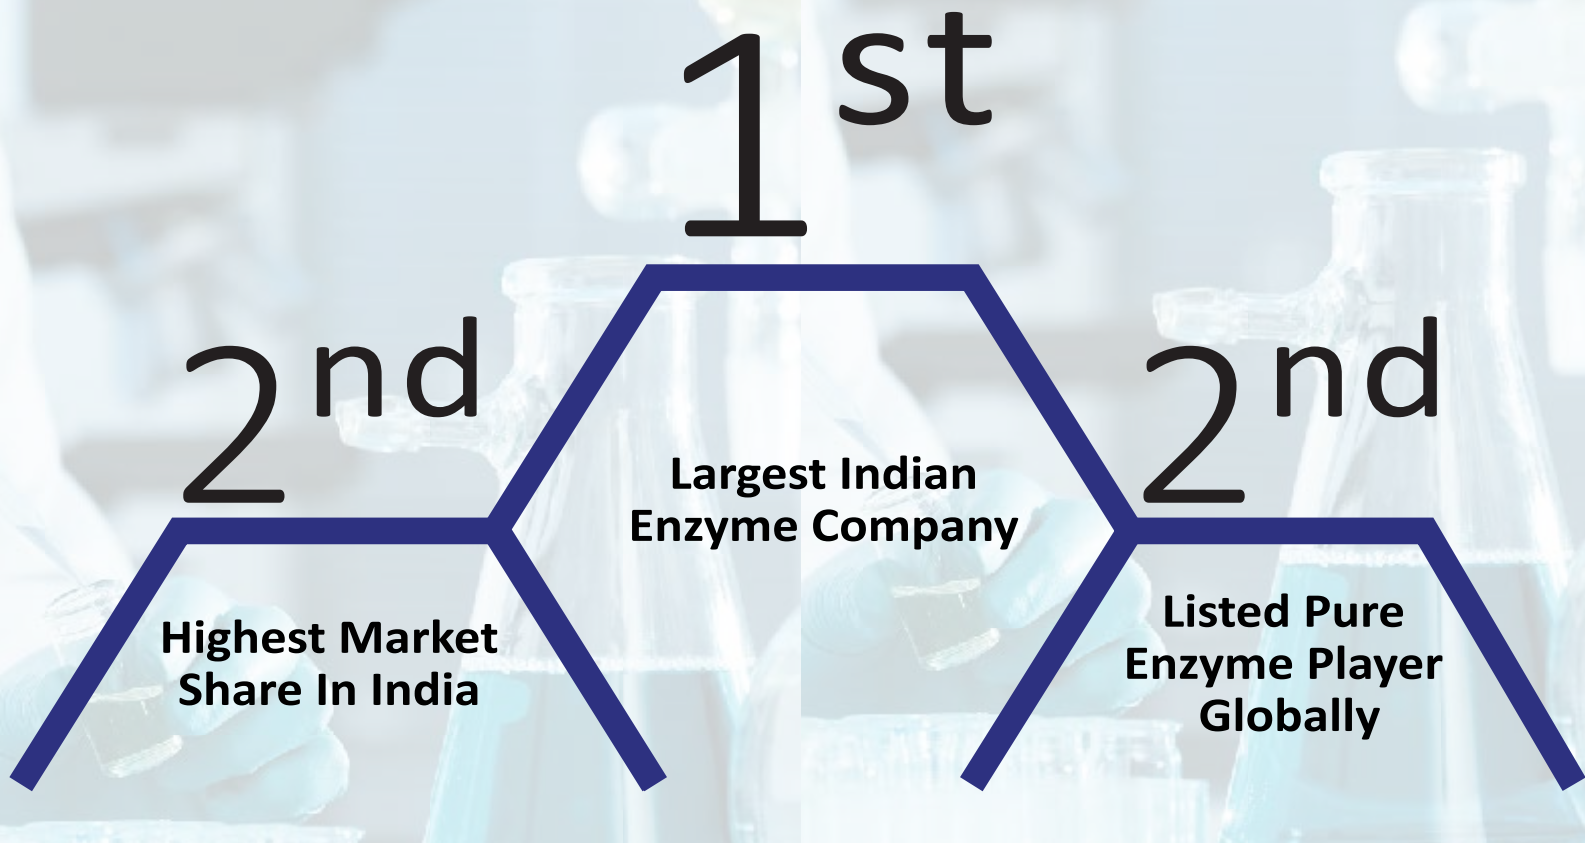 1st
Largest Indian
Enzyme Company
2nd
Highest Market
Share In India
2nd
Listed Pure
Enzyme Player
Globally